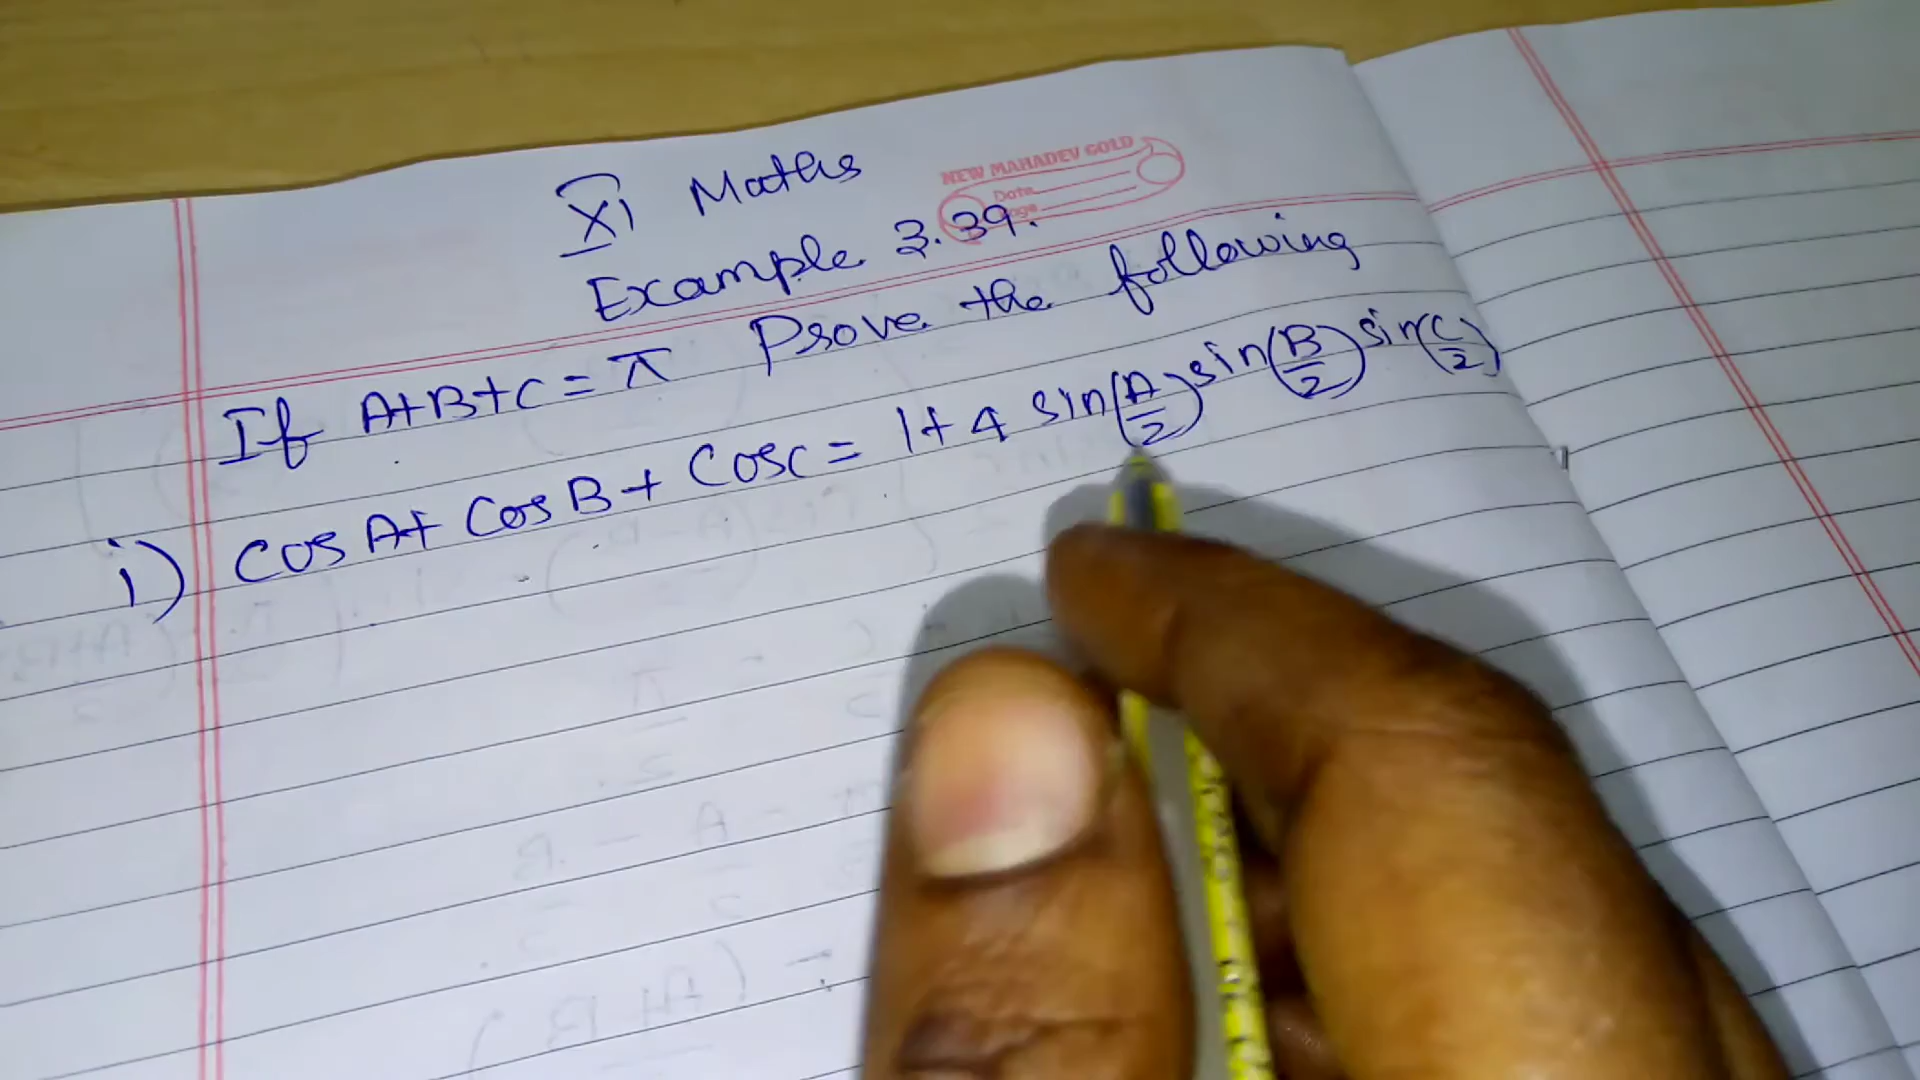 XI Maths
NEW MAHADEV GOLD
Date
Page
Example 3.39.
If A+B+C = π Prove the following
i) Cos A + Cos B + Cos C = 1 + 4 sin(A/2) sin(B/2) sin(C/2)